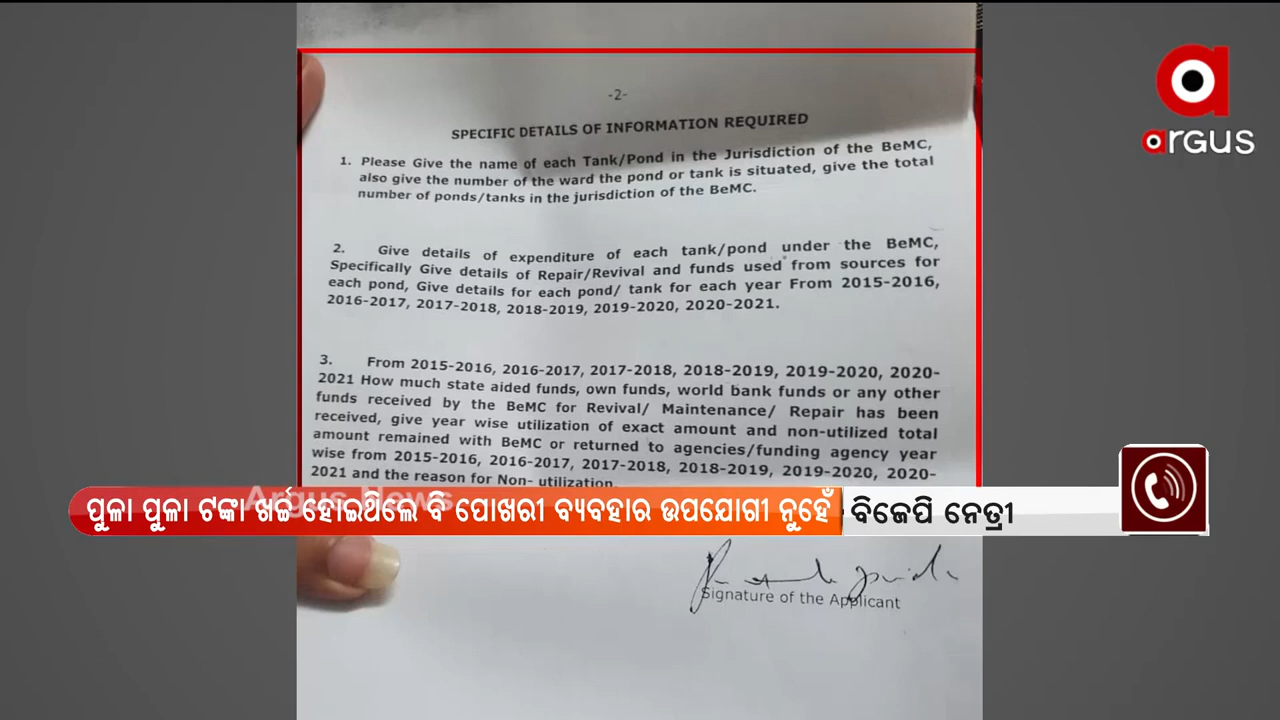 argus
-2-
SPECIFIC DETAILS OF INFORMATION REQUIRED
1. Please Give the name of each Tank/Pond in the Jurisdiction of the BeMC,
also give the number of the ward the pond or tank is situated, give the total
number of ponds/tanks in the jurisdiction of the BeMC.
2. Give details of expenditure of each tank/pond under the BeMC,
Specifically Give details of Repair/Revival and funds used from sources for
each pond, Give details for each pond/ tank for each year From 2015-2016,
2016-2017, 2017-2018, 2018-2019, 2019-2020, 2020-2021.
3. From 2015-2016, 2016-2017, 2017-2018, 2018-2019, 2019-2020, 2020-
2021 How much state aided funds, own funds, world bank funds or any other
funds received by the BeMC for Revival/ Maintenance/ Repair has been
received, give year wise utilization of exact amount and non-utilized total
amount remained with BeMC or returned to agencies/funding agency year
wise from 2015-2016, 2016-2017, 2017-2018, 2018-2019, 2019-2020, 2020-
2021 and the reason for Non- utilization.
Argus News
ପୁଳା ପୁଳା ଟଙ୍କା ଖର୍ଚ୍ଚ ହୋଇଥିଲେ ବି ପୋଖରୀ ବ୍ୟବହାର ଉପଯୋଗୀ ନୁହେଁ - ବିଜେପି ନେତ୍ରୀ
Signature of the Applicant